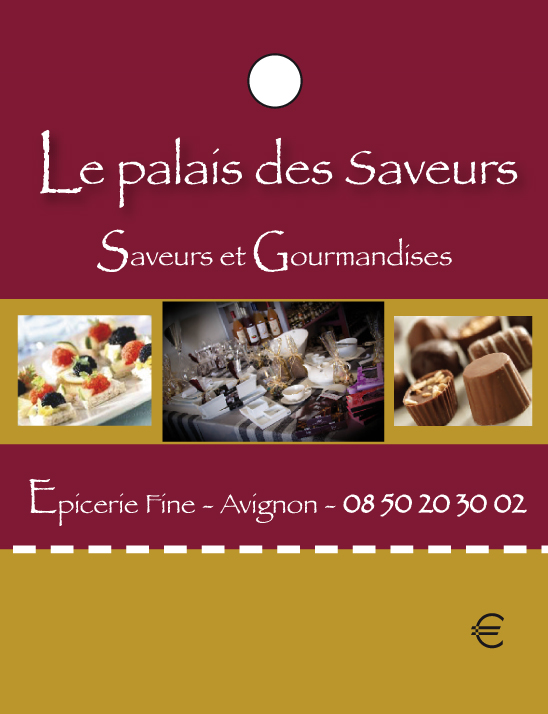 Le palais des Saveurs
Saveurs et Gourmandises
Epicerie Fine - Avignon - 08 50 20 30 02
€